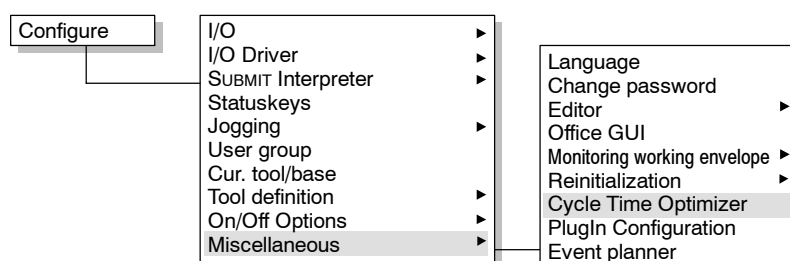 Configure
I/O
I/O Driver
SUBMIT Interpreter
Statuskeys
Jogging
User group
Cur. tool/base
Tool definition
On/Off Options
Miscellaneous
Language
Change password
Editor
Office GUI
Monitoring working envelope
Reinitialization
Cycle Time Optimizer
PlugIn Configuration
Event planner